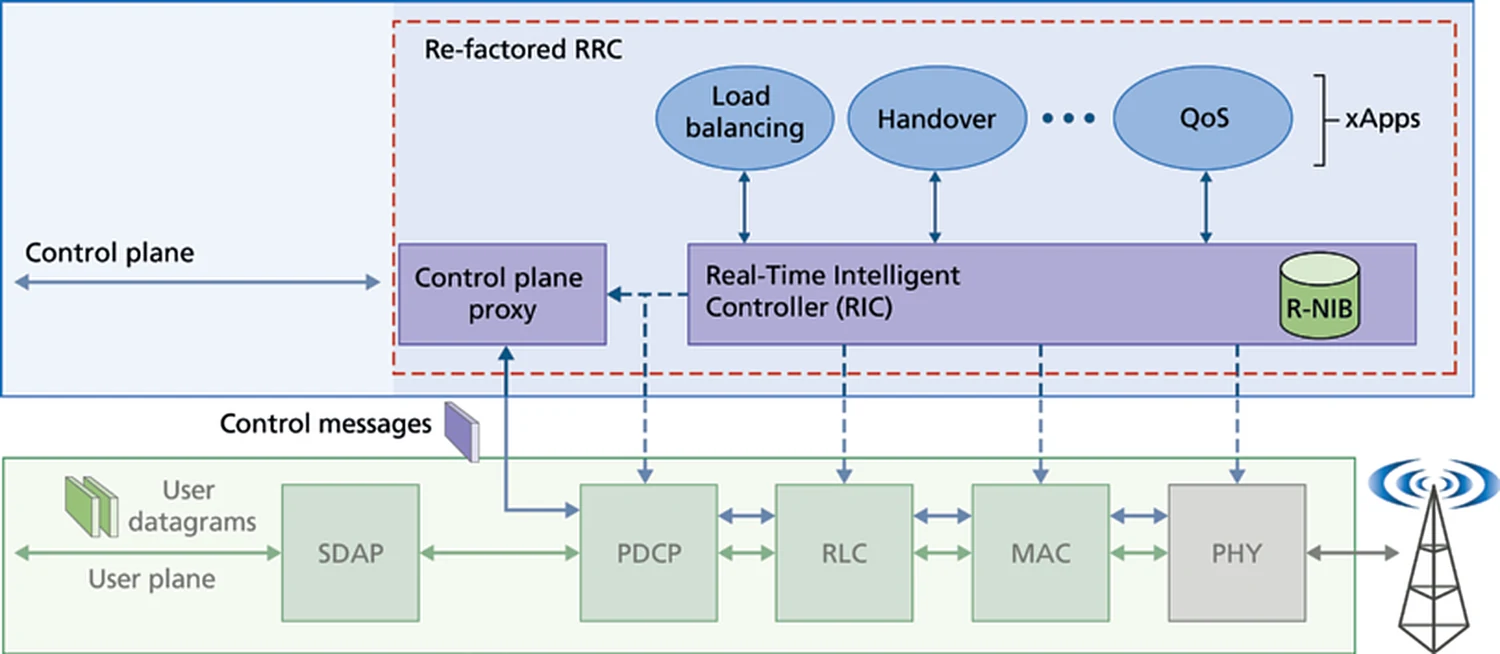 Re-factored RRC
Load
balancing
Handover
QoS
xApps
Control plane
Control plane
proxy
Real-Time Intelligent
Controller (RIC)
R-NIB
Control messages
User
datagrams
User plane
SDAP
PDCP
RLC
MAC
PHY